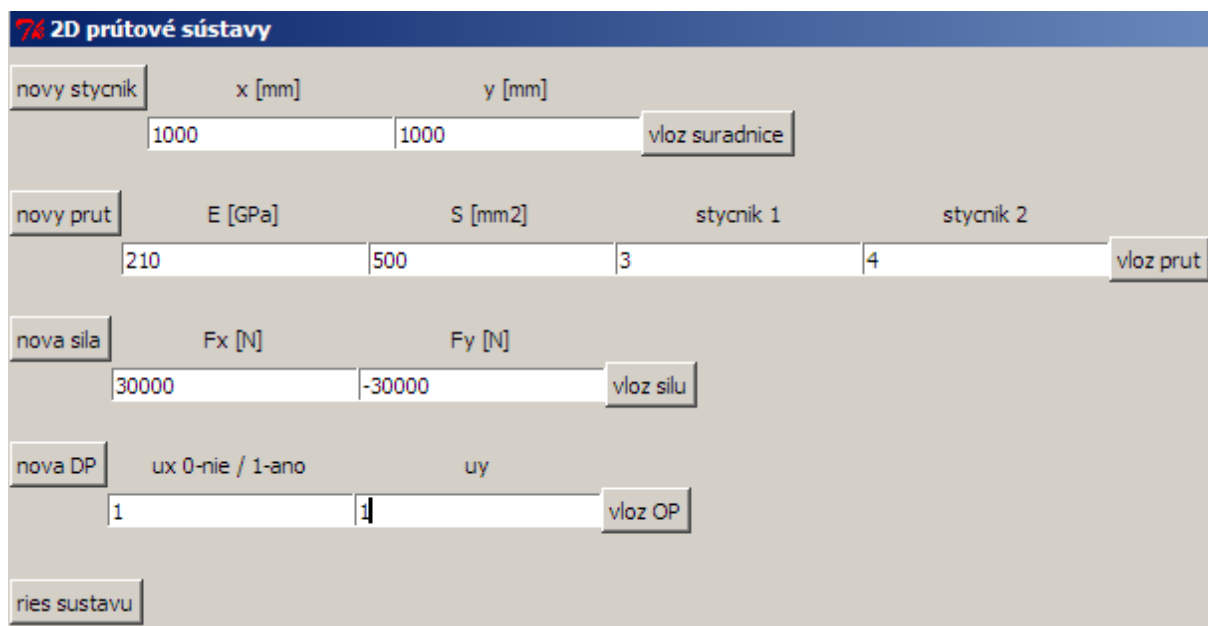 2D prútové sústavy
novy stycnik x [mm] y [mm]
1000 1000 vloz suradnice
novy prut E [GPa] S [mm2] stycnik 1 stycnik 2
210 500 3 4 vloz prut
nova sila Fx [N] Fy [N]
30000 -30000 vloz silu
nova DP ux 0-nie / 1-ano uy
1 1 vloz OP
ries sustavu